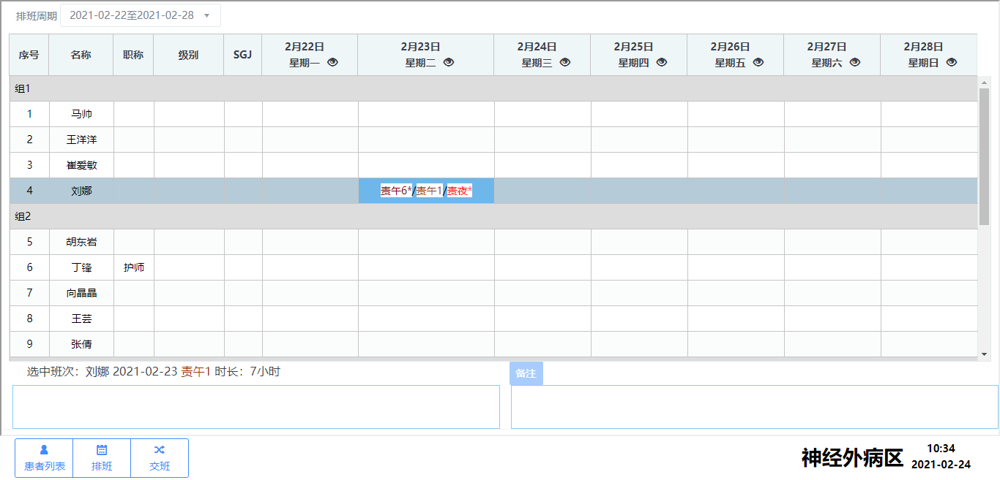 排班周期 2021-02-22至2021-02-28
序号 名称 职称 级别 SGJ 2月22日 2月23日 2月24日 2月25日 2月26日 2月27日 2月28日
星期一 星期二 星期三 星期四 星期五 星期六 星期日
组1
1 马帅
2 王洋洋
3 崔爱敏
4 刘娜 责午6*/责午1/责夜*
组2
5 胡东岩
6 丁锋 护师
7 向晶晶
8 王芸
9 张倩
选中班次：刘娜 2021-02-23 责午1 时长：7小时 备注
患者列表 排班 交班
神经外病区 10:34
2021-02-24